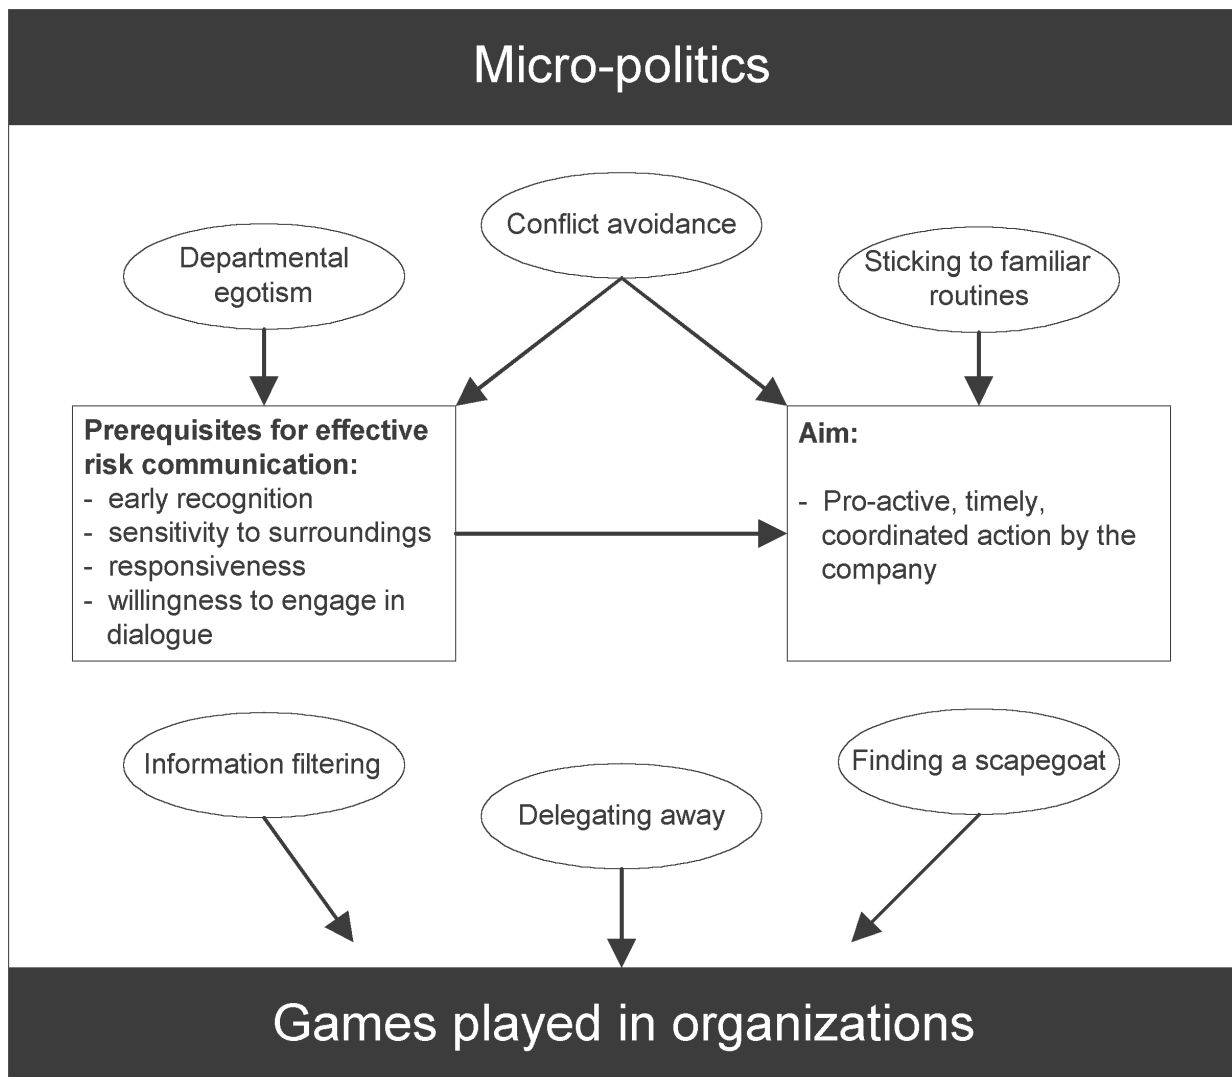 Micro-politics
Conflict avoidance
Departmental
egotism
Sticking to familiar
routines
Prerequisites for effective
risk communication:
- early recognition
- sensitivity to surroundings
- responsiveness
- willingness to engage in
dialogue
Aim:
- Pro-active, timely,
coordinated action by the
company
Information filtering
Delegating away
Finding a scapegoat
Games played in organizations